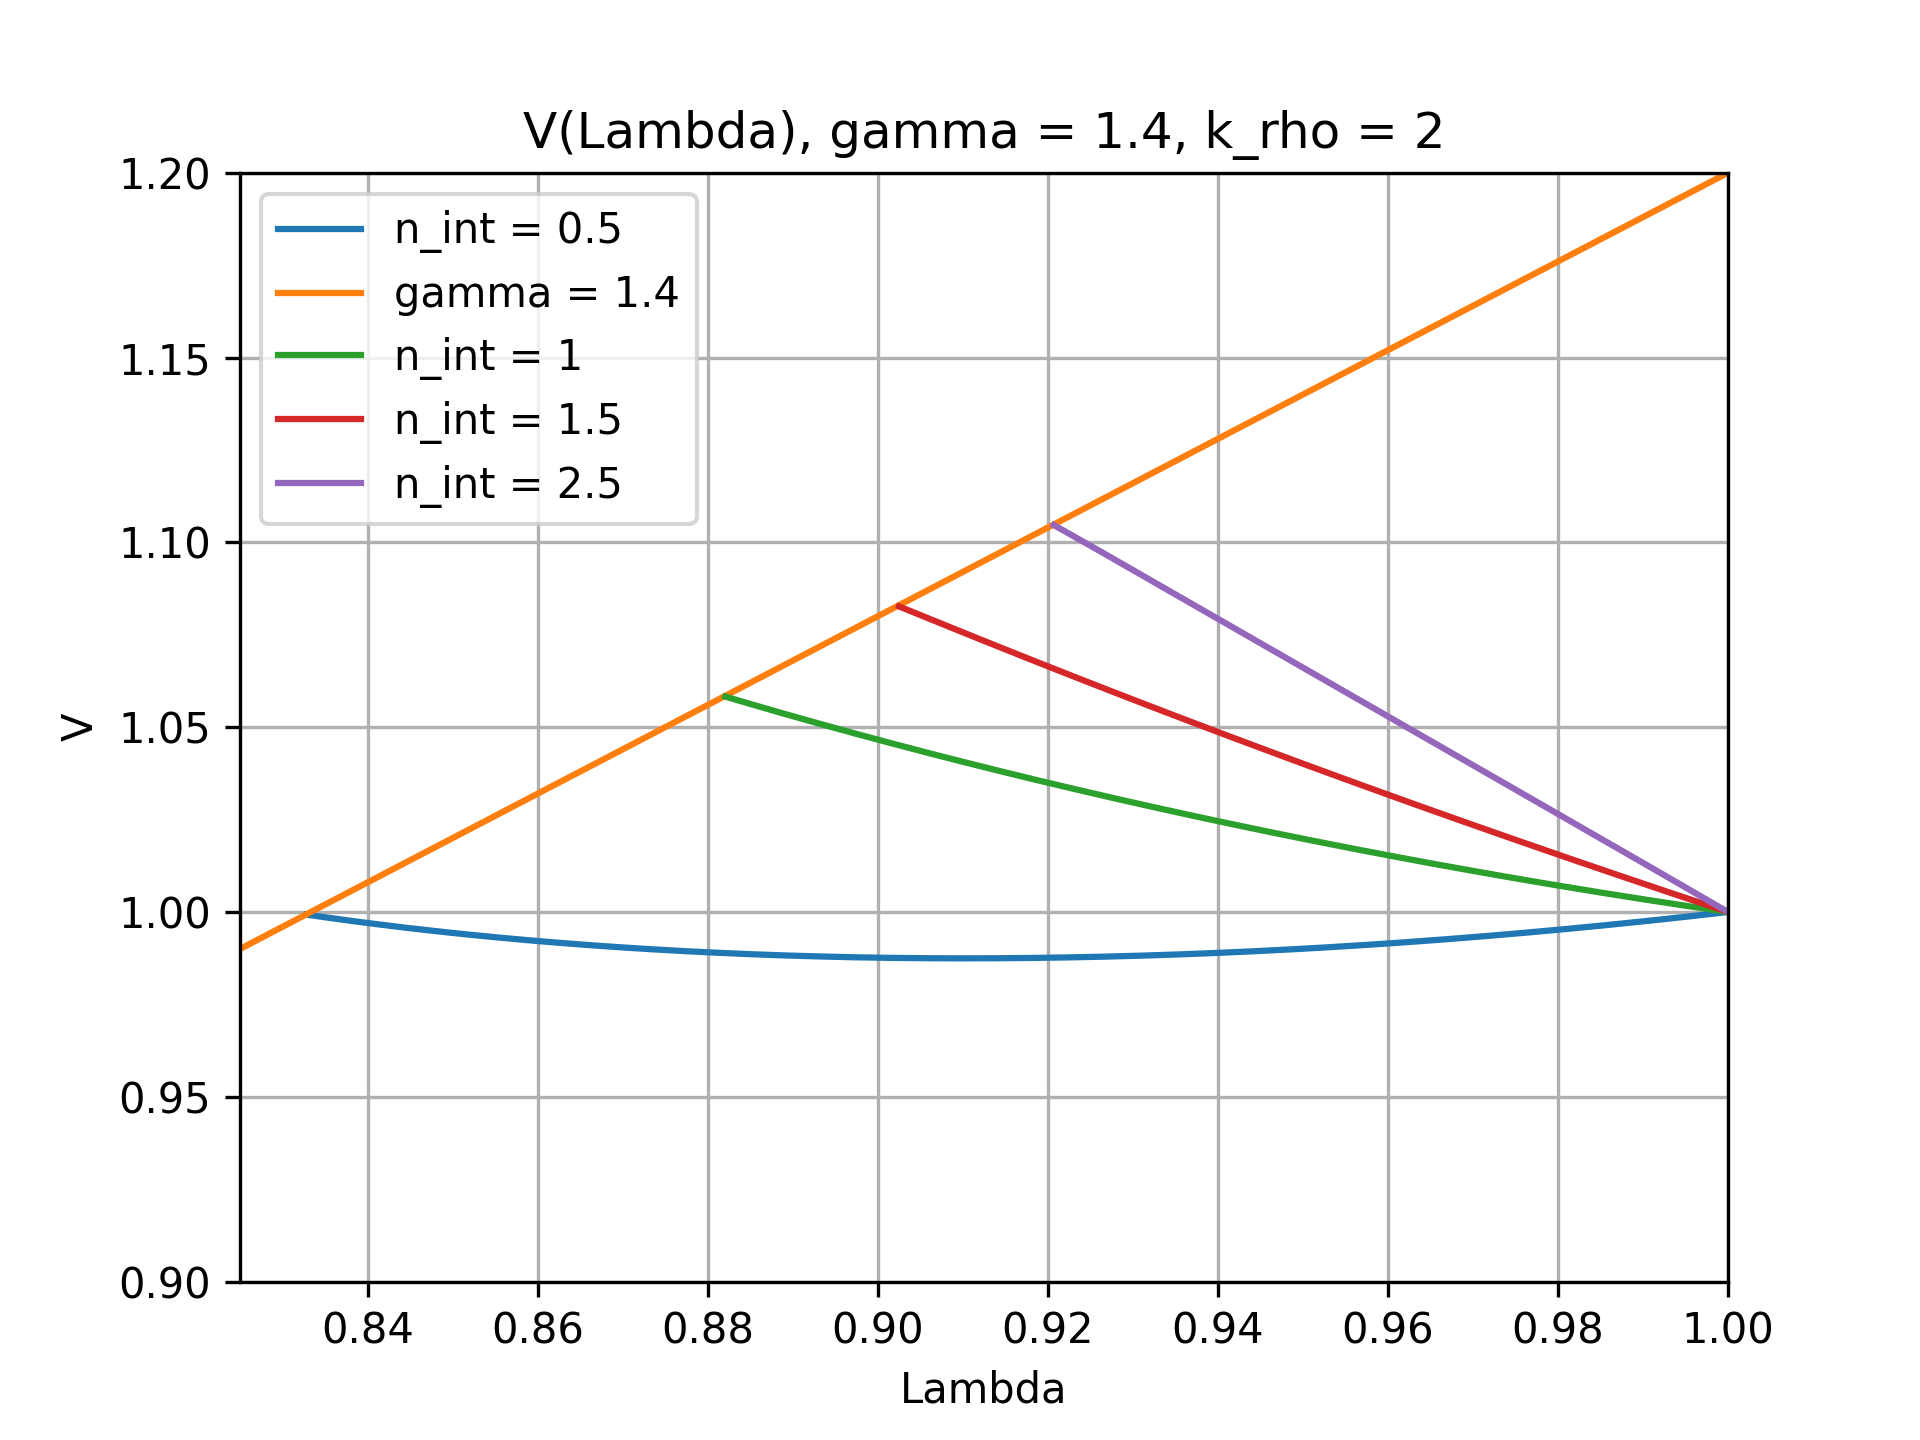 V(Lambda), gamma = 1.4, k_rho = 2
1.20
1.15
1.10
1.05
1.00
0.95
0.90
V
n_int = 0.5
gamma = 1.4
n_int = 1
n_int = 1.5
n_int = 2.5
0.84 0.86 0.88 0.90 0.92 0.94 0.96 0.98 1.00
Lambda